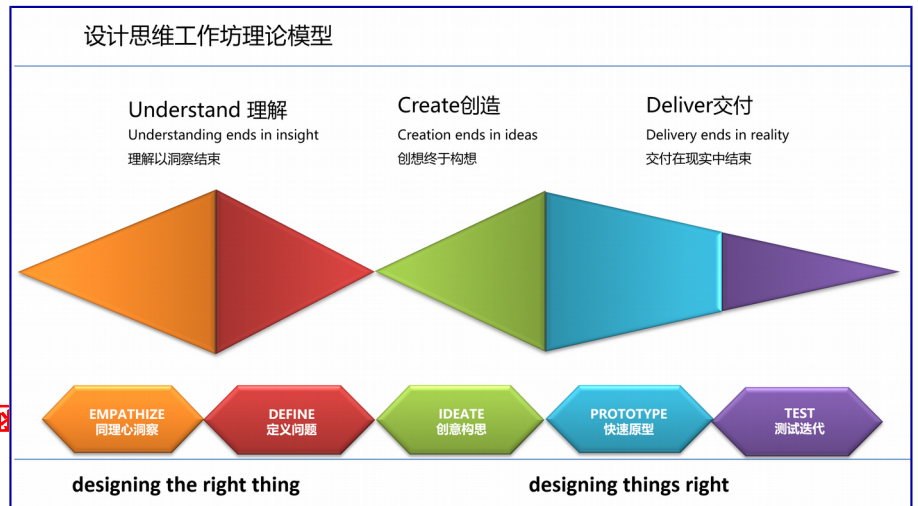 设计思维工作坊理论模型
Understand 理解
Understanding ends in insight
理解以洞察结束
Create创造
Creation ends in ideas
创想终于构想
Deliver交付
Delivery ends in reality
交付在现实中结束
EMPATHIZE
同理心洞察
DEFINE
定义问题
IDEATE
创意构思
PROTOTYPE
快速原型
TEST
测试迭代
designing the right thing
designing things right